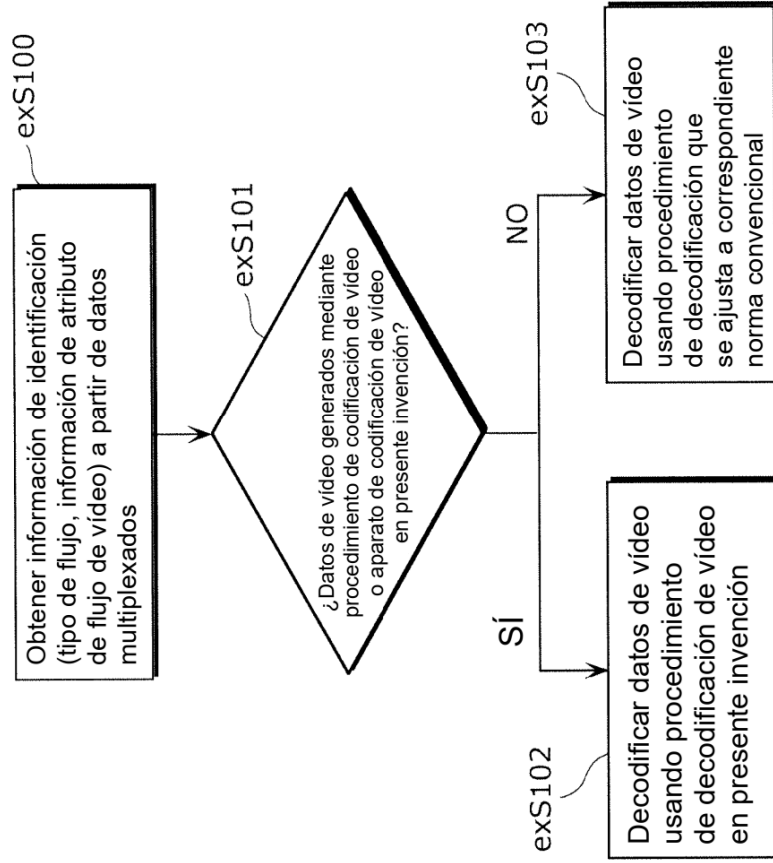 exS100
Obtener información de identificación
(tipo de flujo, información de atributo
de flujo de vídeo) a partir de datos
multiplexados
exS101
¿Datos de vídeo generados mediante
procedimiento de codificación de vídeo
o aparato de codificación de vídeo
en presente invención?
SÍ
NO
exS102
Decodificar datos de vídeo
usando procedimiento
de decodificación de vídeo
en presente invención
exS103
Decodificar datos de vídeo
usando procedimiento
de decodificación que
se ajusta a correspondiente
norma convencional